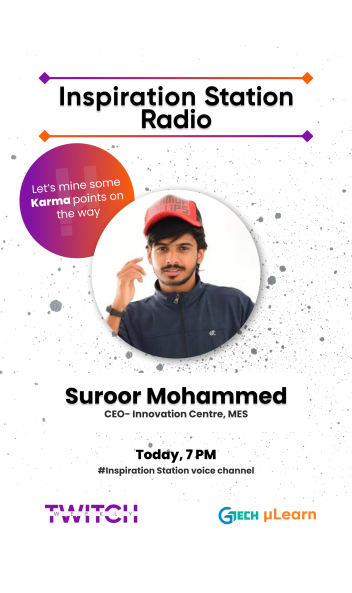 Inspiration Station
Radio
Let's mine some
Karma points on
the way
Suroor Mohammed
CEO- Innovation Centre, MES
Today, 7 PM
#Inspiration Station voice channel
TWITCH
WEEKLY
GTECH µLearn